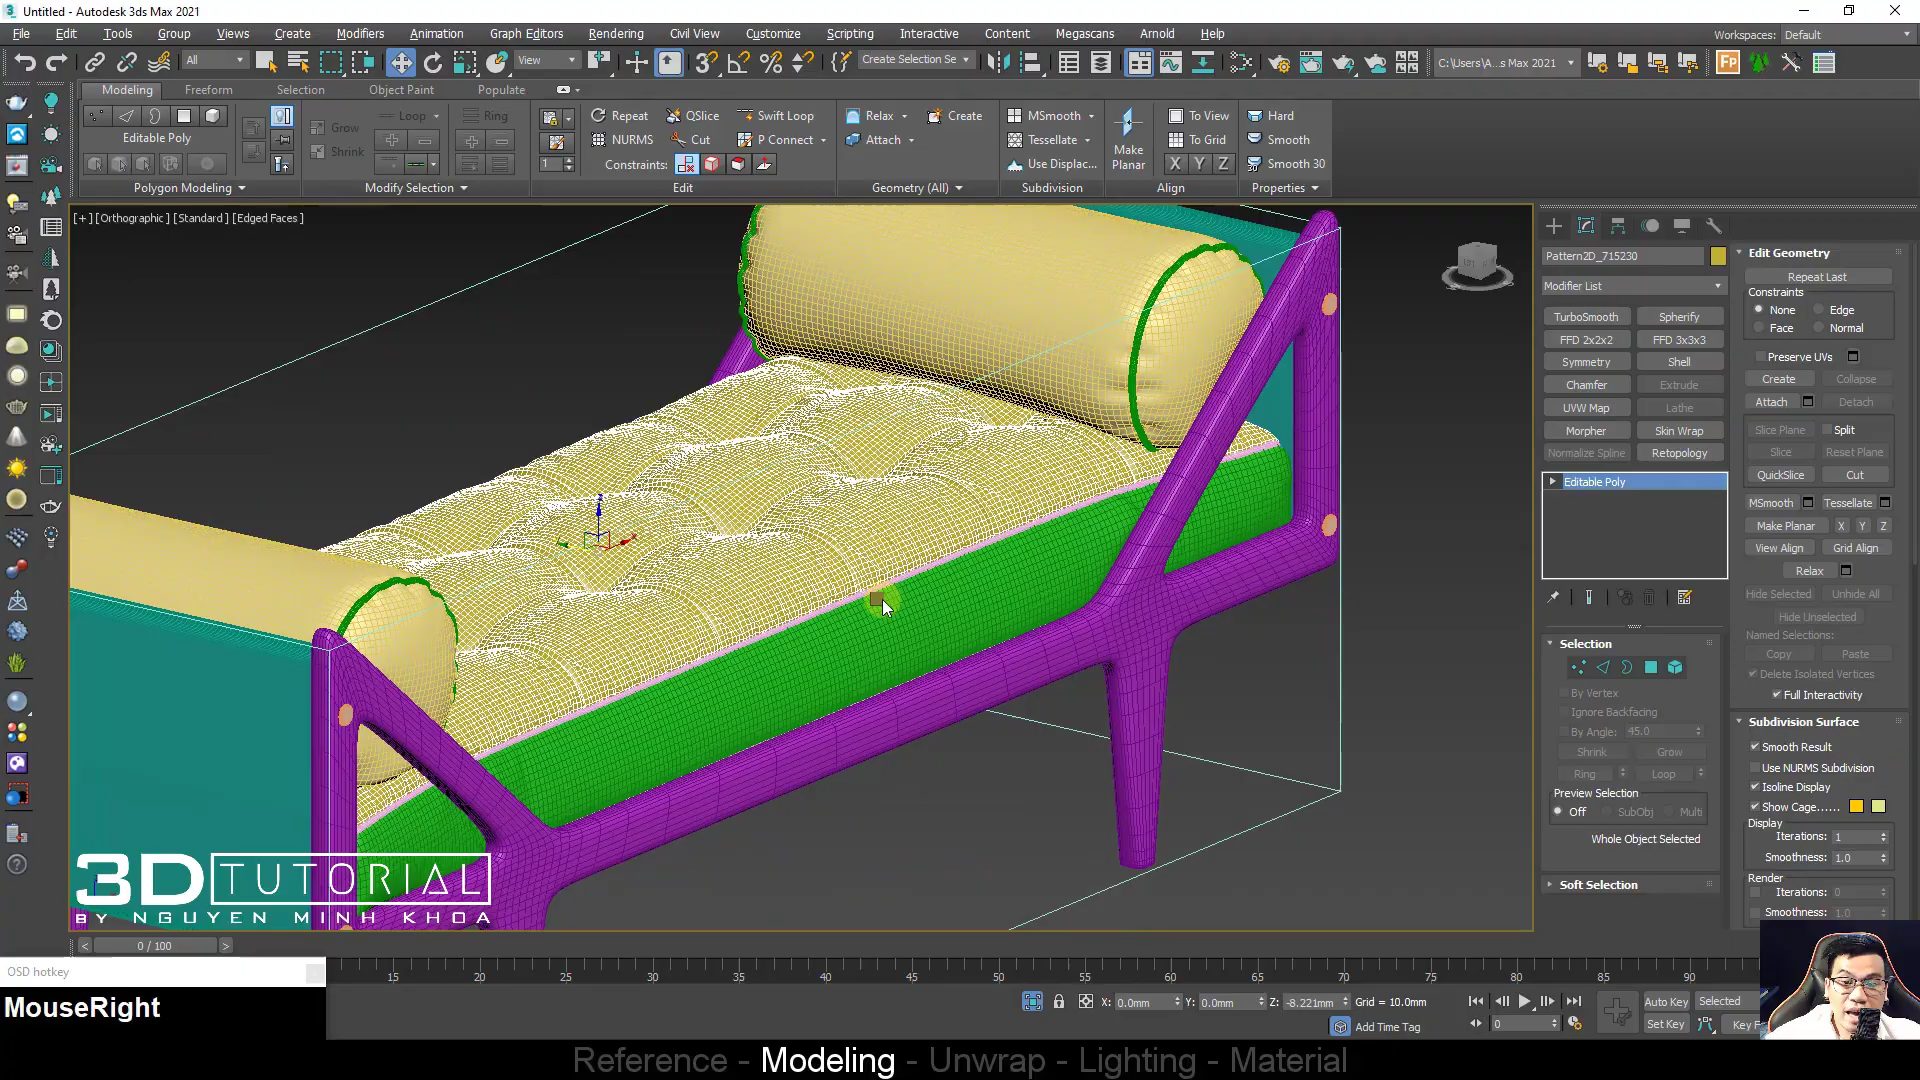 Untitled - Autodesk 3ds Max 2021
File Edit Tools Group Views Create Modifiers Animation Graph Editors Rendering Civil View Customize Scripting Interactive Content Megascans Arnold Help
Workspaces: Default
All View Create Selection Se C:\Users\A...s Max 2021
Modeling Freeform Selection Object Paint Populate
Editable Poly
Polygon Modeling
Grow Loop Ring
Shrink
Modify Selection
Repeat QSlice Swift Loop
NURMS Cut P Connect
1 Constraints:
Edit
Relax Create
Attach
Geometry (All)
MSmooth
Tessellate
Use Displac...
Subdivision
Make Planar
To View
To Grid
X Y Z
Align
Hard
Smooth
Smooth 30
Properties
[+] [Orthographic ] [Standard ] [Edged Faces ]
Pattern2D_715230
Modifier List
TurboSmooth Spherify
FFD 2x2x2 FFD 3x3x3
Symmetry Shell
Chamfer Extrude
UVW Map Lathe
Morpher Skin Wrap
Normalize Spline Retopology
Editable Poly
Selection
By Vertex
Ignore Backfacing
By Angle: 45.0
Shrink Grow
Ring Loop
Preview Selection
Off SubObj Multi
Whole Object Selected
Soft Selection
Edit Geometry
Repeat Last
Constraints
None Edge
Face Normal
Preserve UVs
Create Collapse
Attach Detach
Slice Plane Split
Slice Reset Plane
QuickSlice Cut
MSmooth Tessellate
Make Planar X Y Z
View Align Grid Align
Relax
Hide Selected Unhide All
Hide Unselected
Named Selections:
Copy Paste
Delete Isolated Vertices
Full Interactivity
Subdivision Surface
Smooth Result
Use NURMS Subdivision
Isoline Display
Show Cage......
Display
Iterations: 1
Smoothness: 1.0
Render
Iterations: 0
Smoothness: 1.0
3D TUTORIAL
BY NGUYEN MINH KHOA
0 / 100
OSD hotkey
MouseRight
15 20 25 30 35 40 45 50 55 60 65 70 75 80 85 90
X: 0.0mm Y: 0.0mm Z: -8.221mm Grid = 10.0mm
Add Time Tag
0
Auto Key Selected
Set Key Key F
Reference - Modeling - Unwrap - Lighting - Material